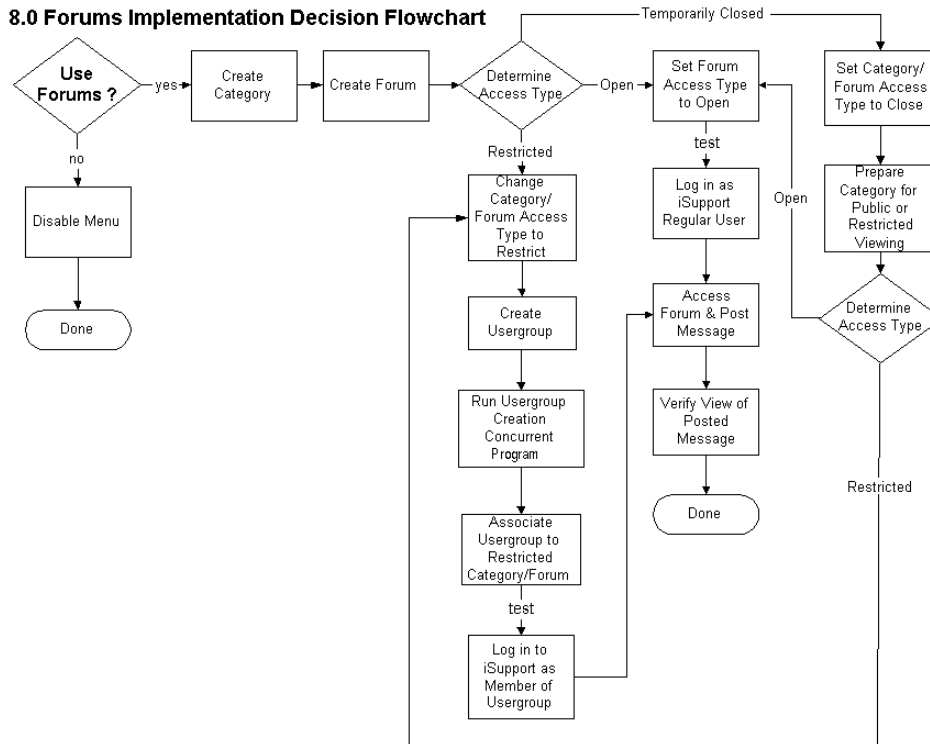 8.0 Forums Implementation Decision Flowchart
Temporarily Closed
Use
Forums ?
yes
Create
Category
Create Forum
Determine
Access Type
Open
Set Forum
Access Type
to Open
Set Category/
Forum Access
Type to Close
no
Restricted
test
Disable Menu
Change
Category/
Forum Access
Type to
Restrict
Log in as
iSupport
Regular User
Open
Prepare
Category for
Public or
Restricted
Viewing
Done
Create
Usergroup
Access
Forum & Post
Message
Determine
Access Type
Run Usergroup
Creation
Concurrent
Program
Verify View of
Posted
Message
Restricted
Associate
Usergroup to
Restricted
Category/Forum
Done
test
Log in to
iSupport as
Member of
Usergroup